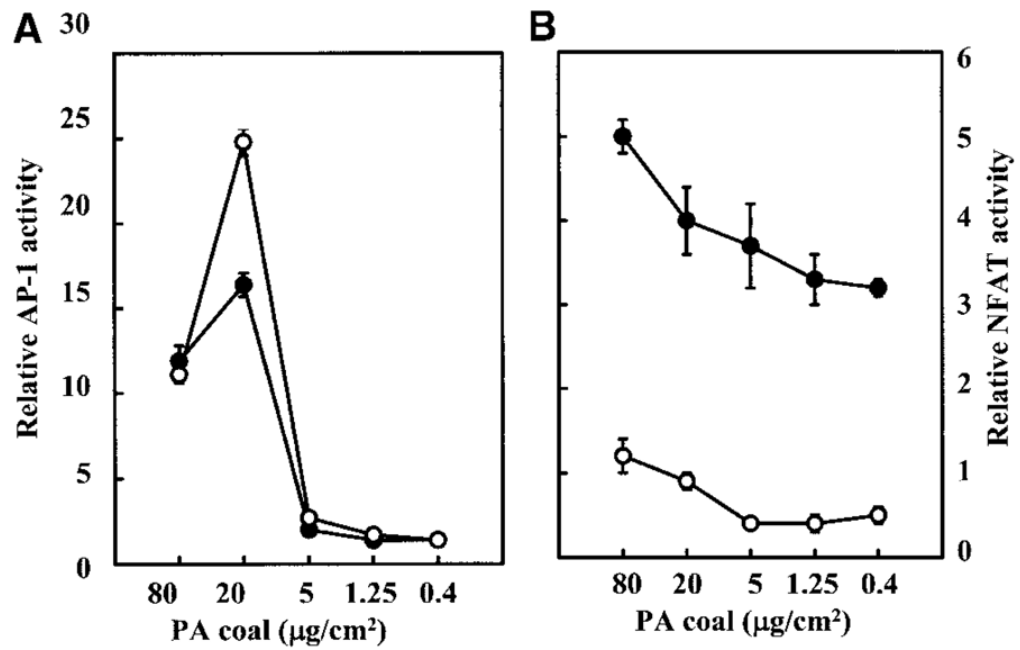 A
30
25
20
15
10
5
0
Relative AP-1 activity
80 20 5 1.25 0.4
PA coal (μg/cm²)
B
6
5
4
3
2
1
0
Relative NFAT activity
80 20 5 1.25 0.4
PA coal (μg/cm²)